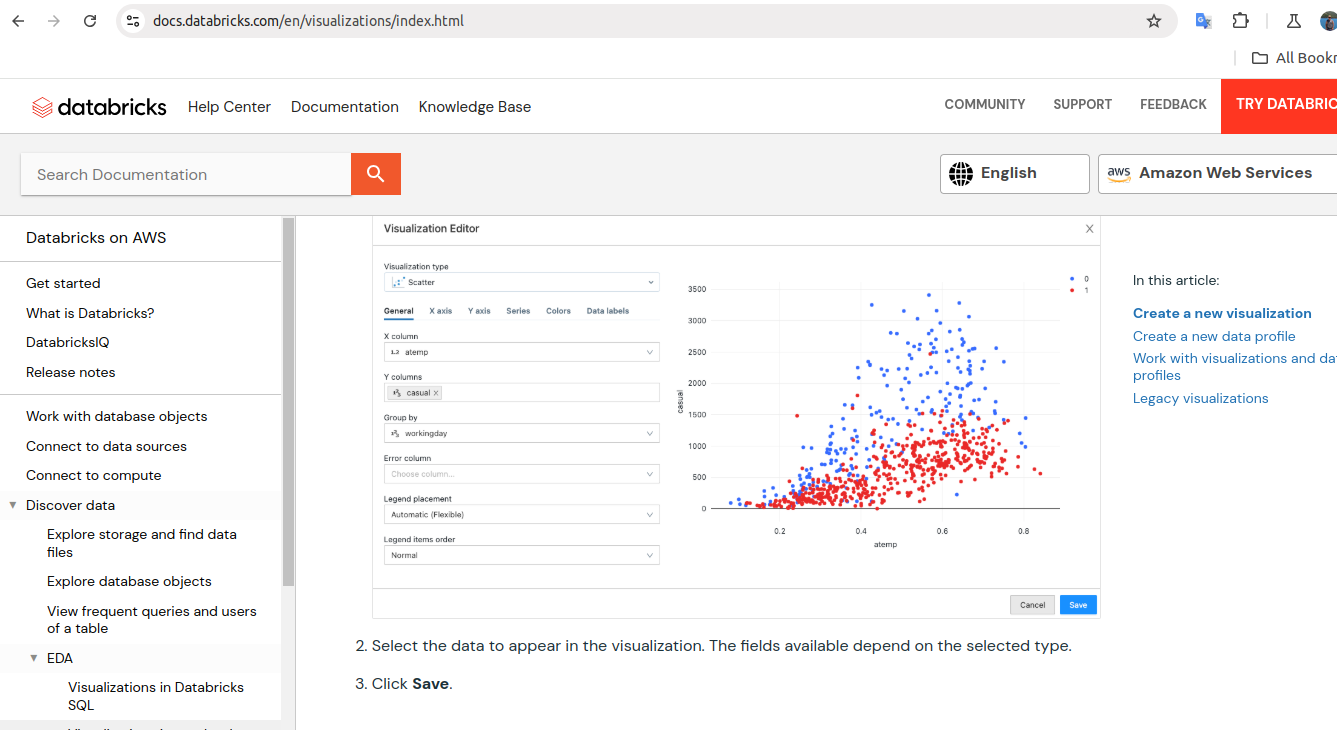 docs.databricks.com/en/visualizations/index.html
All Bookr
databricks
Help Center
Documentation
Knowledge Base
COMMUNITY
SUPPORT
FEEDBACK
TRY DATABRIC
Search Documentation
English
aws
Amazon Web Services
Databricks on AWS
Get started
What is Databricks?
DatabricksIQ
Release notes
Work with database objects
Connect to data sources
Connect to compute
Discover data
Explore storage and find data
files
Explore database objects
View frequent queries and users
of a table
EDA
Visualizations in Databricks
SQL
Visualization Editor
X
Visualization type
Scatter
General
X axis
Y axis
Series
Colors
Data labels
X column
1.2 atemp
Y columns
casual X
Group by
workingday
Error column
Choose column...
Legend placement
Automatic (Flexible)
Legend items order
Normal
3500
3000
2500
2000
1500
1000
500
0
casual
0.2
0.4
0.6
0.8
atemp
0
1
Cancel
Save
2. Select the data to appear in the visualization. The fields available depend on the selected type.
3. Click Save.
In this article:
Create a new visualization
Create a new data profile
Work with visualizations and dat
profiles
Legacy visualizations